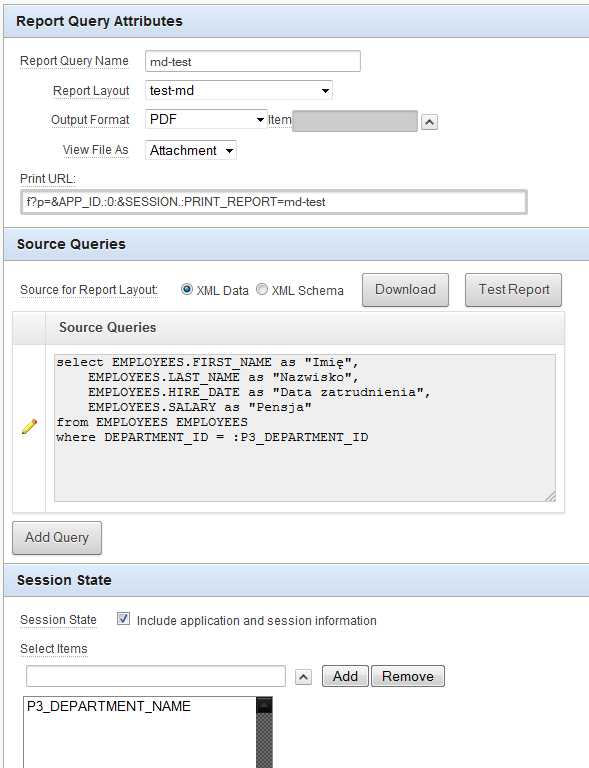 Report Query Attributes
Report Query Name md-test
Report Layout test-md
Output Format PDF Item
View File As Attachment
Print URL:
f?p=&APP_ID.:0:&SESSION.:PRINT_REPORT=md-test
Source Queries
Source for Report Layout: XML Data XML Schema Download Test Report
Source Queries
select EMPLOYEES.FIRST_NAME as "Imię",
    EMPLOYEES.LAST_NAME as "Nazwisko",
    EMPLOYEES.HIRE_DATE as "Data zatrudnienia",
    EMPLOYEES.SALARY as "Pensja"
from EMPLOYEES EMPLOYEES
where DEPARTMENT_ID = :P3_DEPARTMENT_ID
Add Query
Session State
Session State Include application and session information
Select Items
Add Remove
P3_DEPARTMENT_NAME